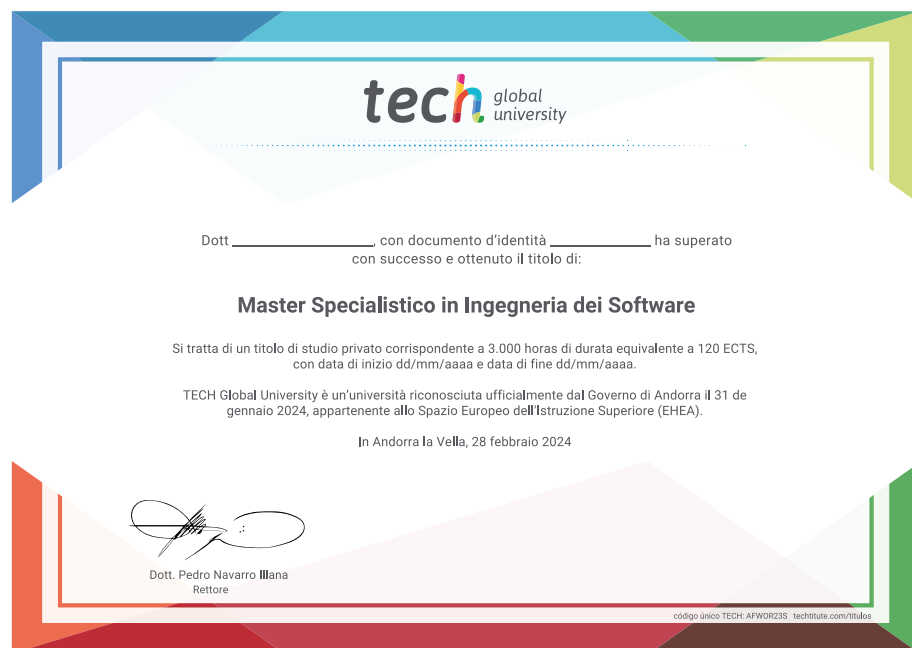 tech global university
Dott ____________, con documento d'identità ____________ ha superato
con successo e ottenuto il titolo di:
Master Specialistico in Ingegneria dei Software
Si tratta di un titolo di studio privato corrispondente a 3.000 horas di durata equivalente a 120 ECTS,
con data di inizio dd/mm/aaaa e data di fine dd/mm/aaaa.
TECH Global University è un'università riconosciuta ufficialmente dal Governo di Andorra il 31 de
gennaio 2024, appartenente allo Spazio Europeo dell'Istruzione Superiore (EHEA).
In Andorra la Vella, 28 febbraio 2024
Dott. Pedro Navarro Illana
Rettore
código único TECH: AFWOR23S techtitute.com/titulos